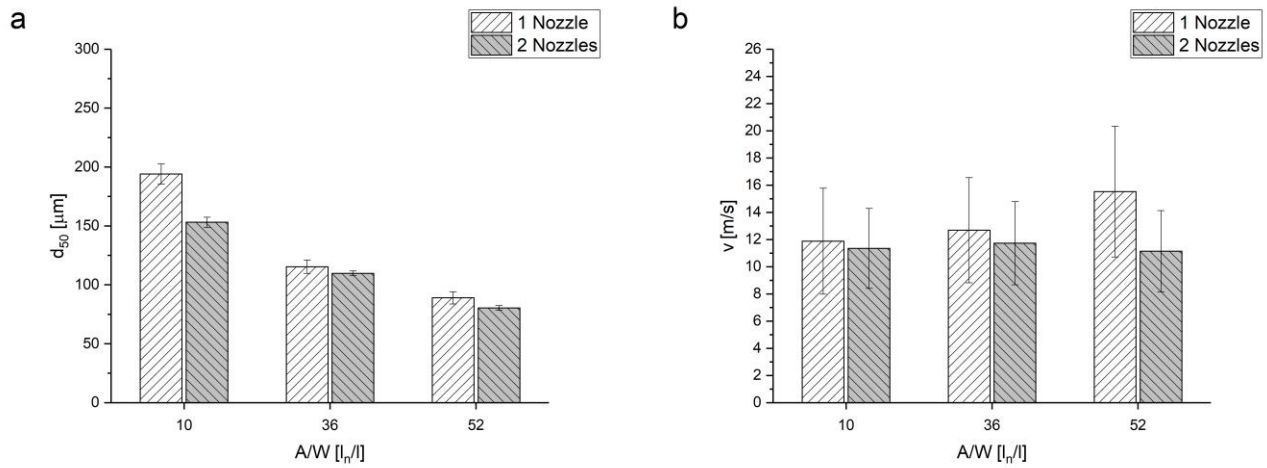 a
1 Nozzle
2 Nozzles
300
250
200
150
100
50
0
d₅₀ [μm]
10 36 52
A/W [lₙ/l]
b
1 Nozzle
2 Nozzles
26
24
22
20
18
16
14
12
10
8
6
4
2
0
v [m/s]
10 36 52
A/W [lₙ/l]